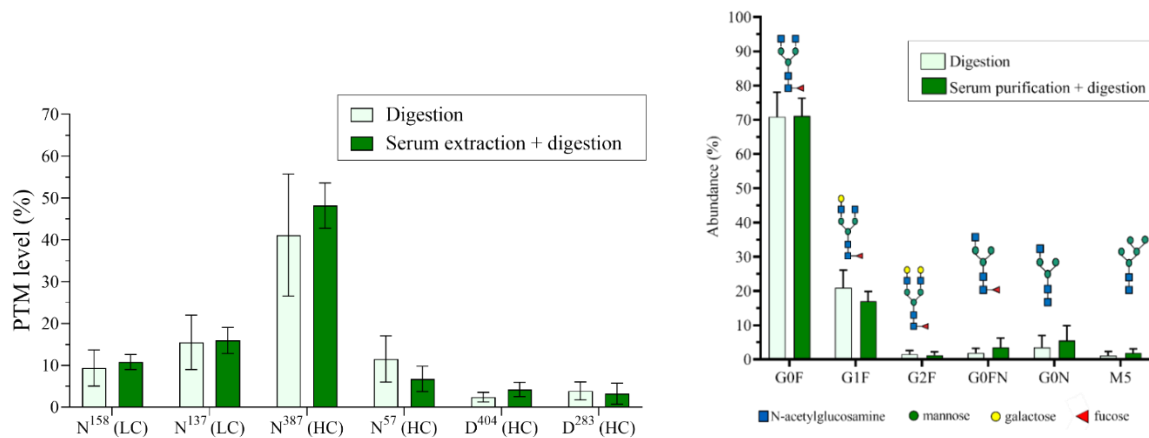 Digestion
Serum extraction + digestion
PTM level (%)
70
60
50
40
30
20
10
0
N¹⁵⁸ (LC) N¹³⁷ (LC) N³⁸⁷ (HC) N⁵⁷ (HC) D⁴⁰⁴ (HC) D²⁸³ (HC)
Digestion
Serum purification + digestion
Abundance (%)
100
90
80
70
60
50
40
30
20
10
0
G0F G1F G2F G0FN G0N M5
N-acetylglucosamine mannose galactose fucose